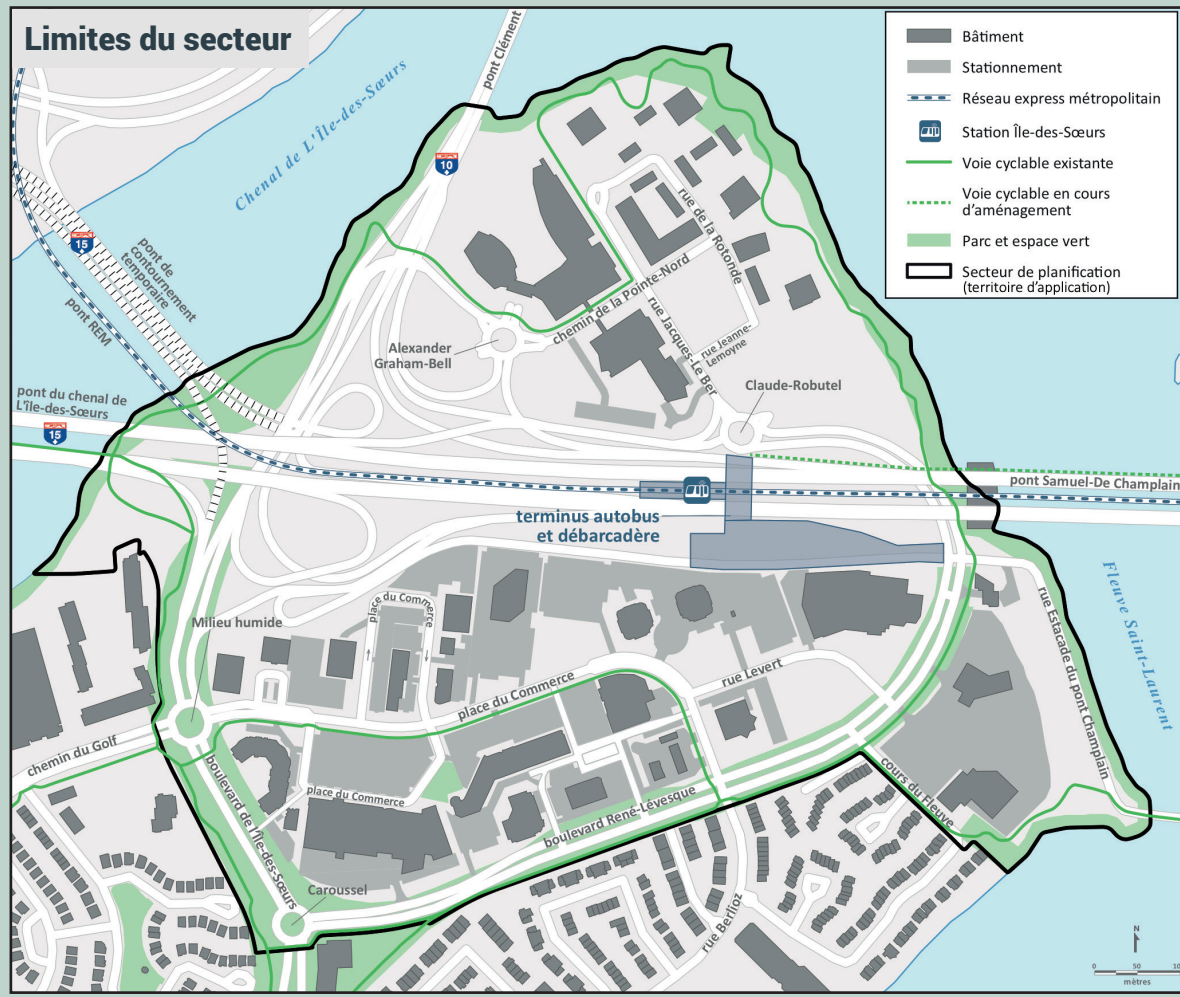 Limites du secteur
Bâtiment
Stationnement
Réseau express métropolitain
Station Île-des-Sœurs
Voie cyclable existante
Voie cyclable en cours
d'aménagement
Parc et espace vert
Secteur de planification
(territoire d'application)
pont Clément
Chenal de L'Île-des-Sœurs
10
15
pont de
contournement
temporaire
pont REM
rue de la Rotonde
chemin de la Pointe-Nord
rue Jacques-Le Ber
rue Jeanne-
Lemoyne
Alexander
Graham-Bell
Claude-Robutel
pont du chenal de
L'île-des-Sœurs
15
pont Samuel-De Champlain
terminus autobus
et débarcadère
Fleuve Saint-Laurent
rue Estacade du pont Champlain
place du Commerce
Milieu humide
rue Levert
place du Commerce
chemin du Golf
boulevard de l'Île-des-Sœurs
place du Commerce
cours du Fleuve
boulevard René-Lévesque
Caroussel
rue Berlioz
N
0 50
mètres